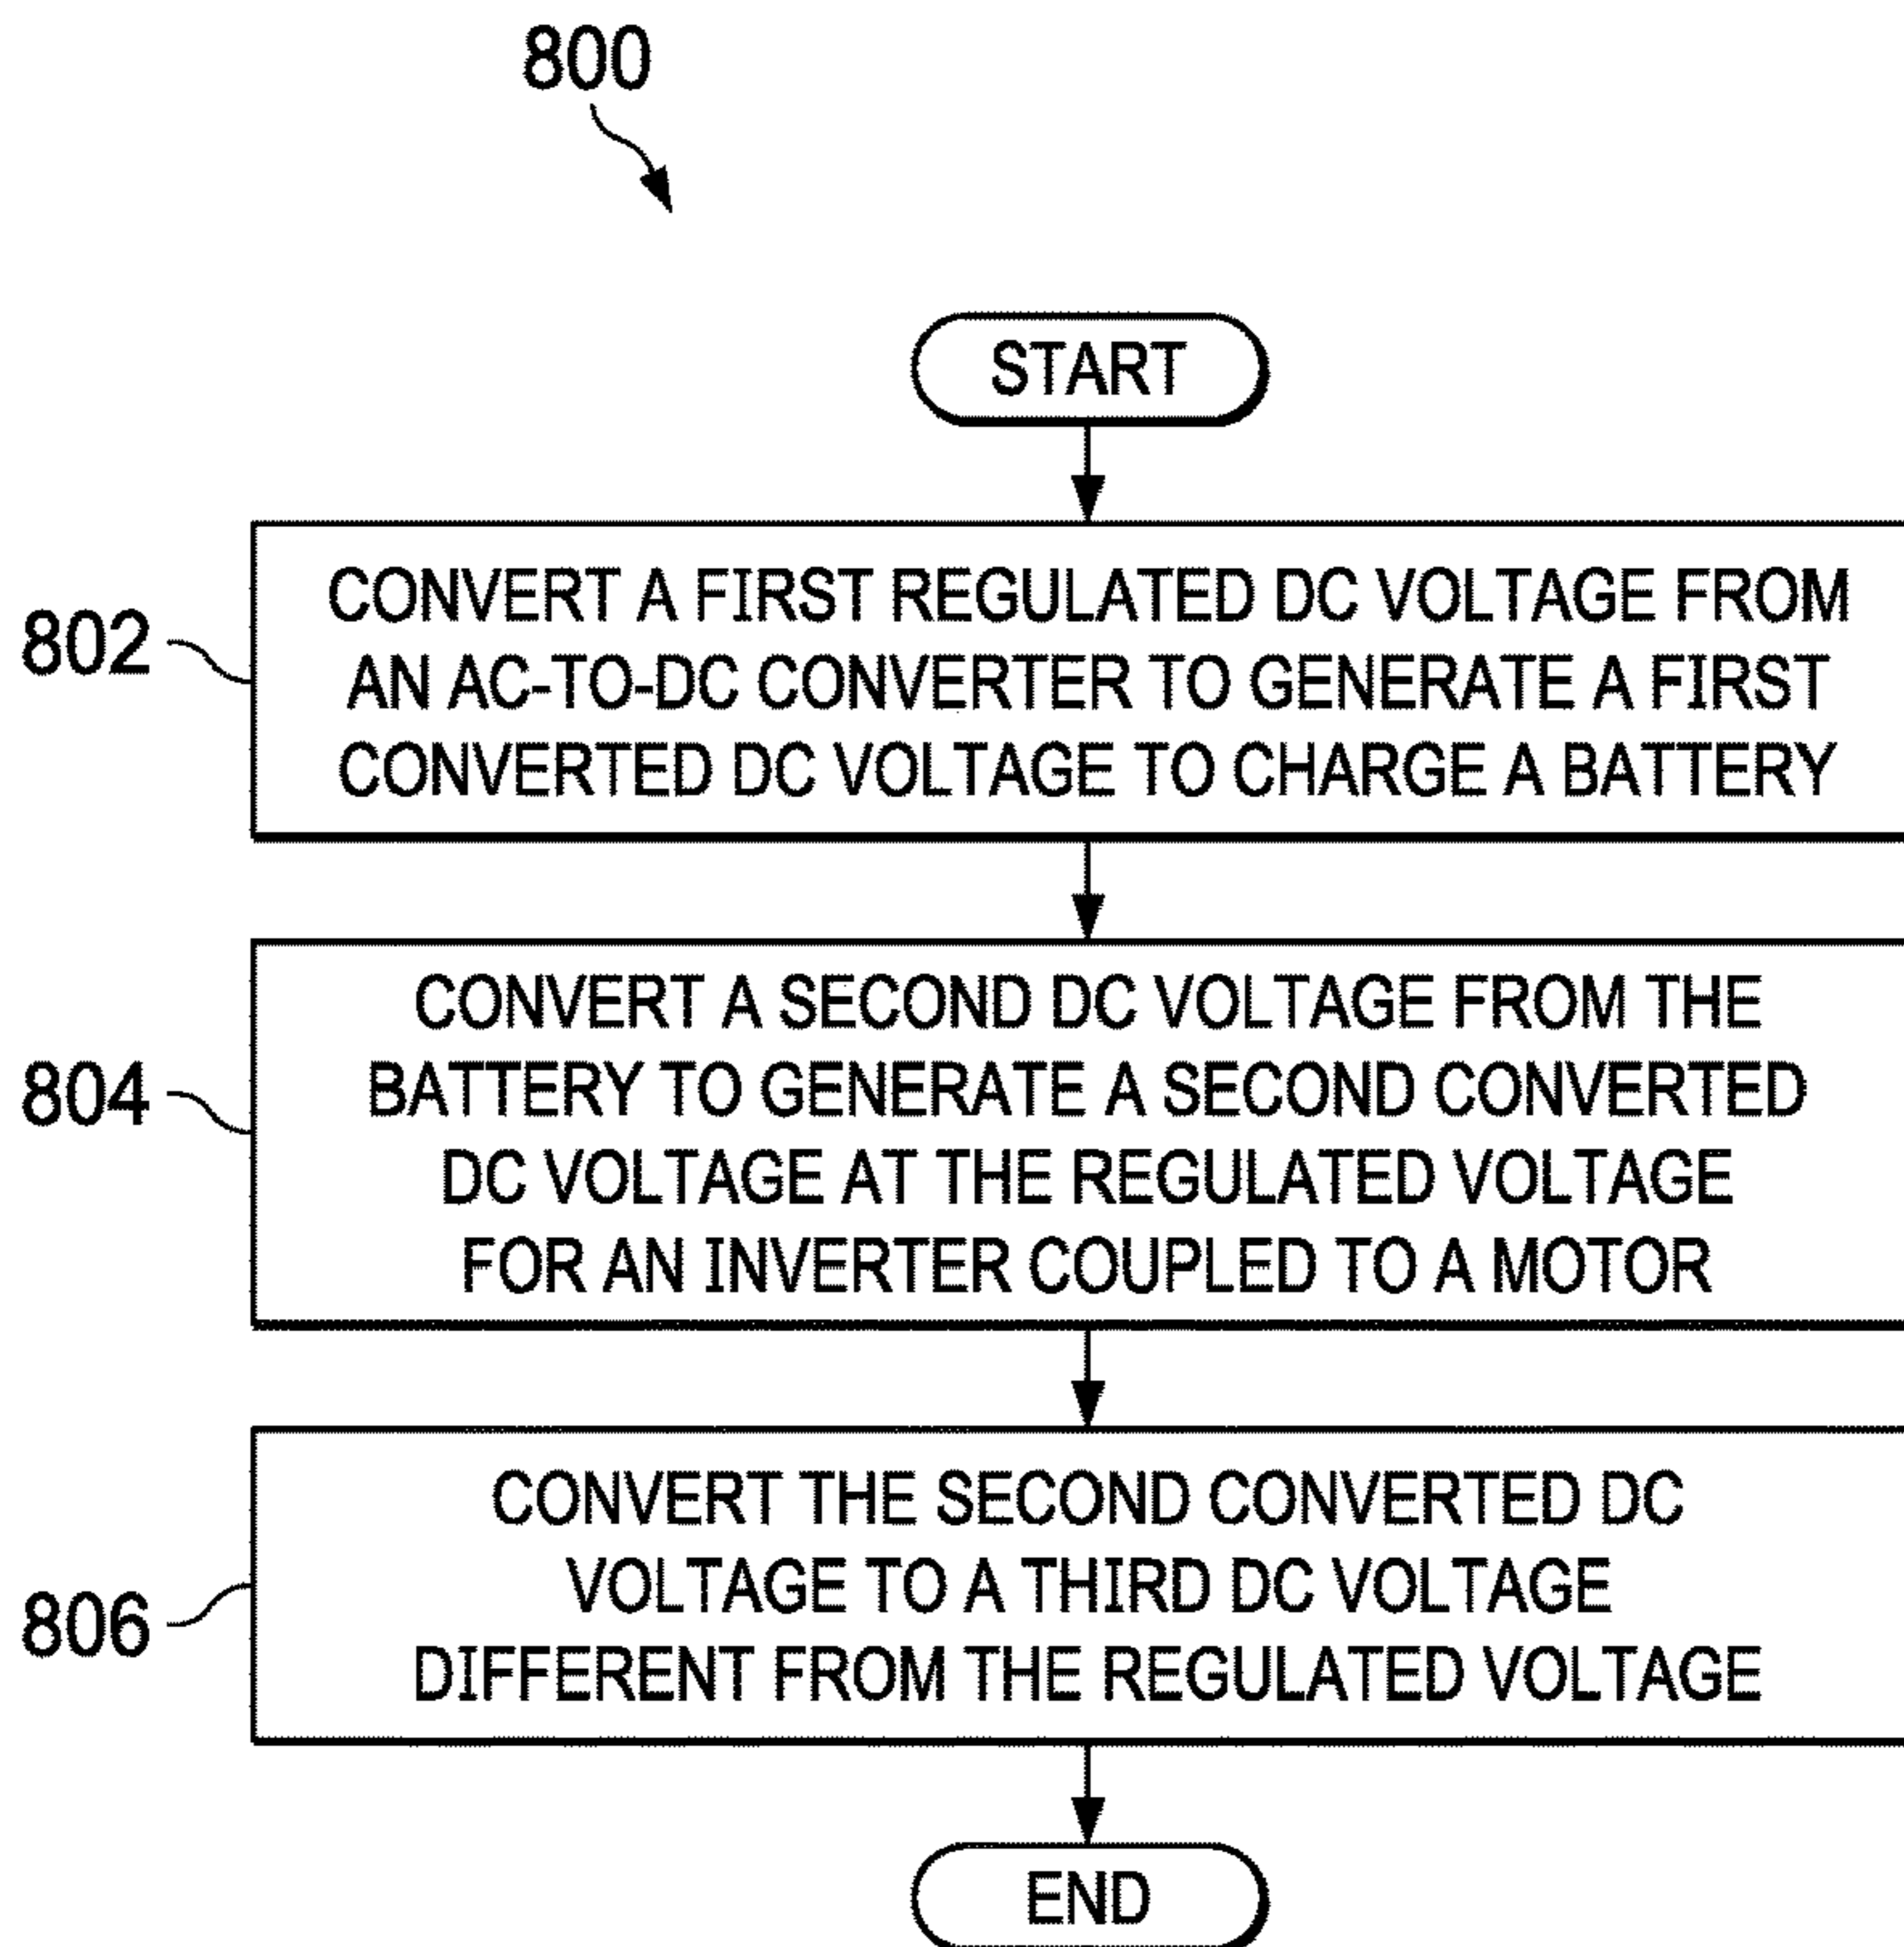 800
START
802
CONVERT A FIRST REGULATED DC VOLTAGE FROM
AN AC-TO-DC CONVERTER TO GENERATE A FIRST
CONVERTED DC VOLTAGE TO CHARGE A BATTERY
804
CONVERT A SECOND DC VOLTAGE FROM THE
BATTERY TO GENERATE A SECOND CONVERTED
DC VOLTAGE AT THE REGULATED VOLTAGE
FOR AN INVERTER COUPLED TO A MOTOR
806
CONVERT THE SECOND CONVERTED DC
VOLTAGE TO A THIRD DC VOLTAGE
DIFFERENT FROM THE REGULATED VOLTAGE
END